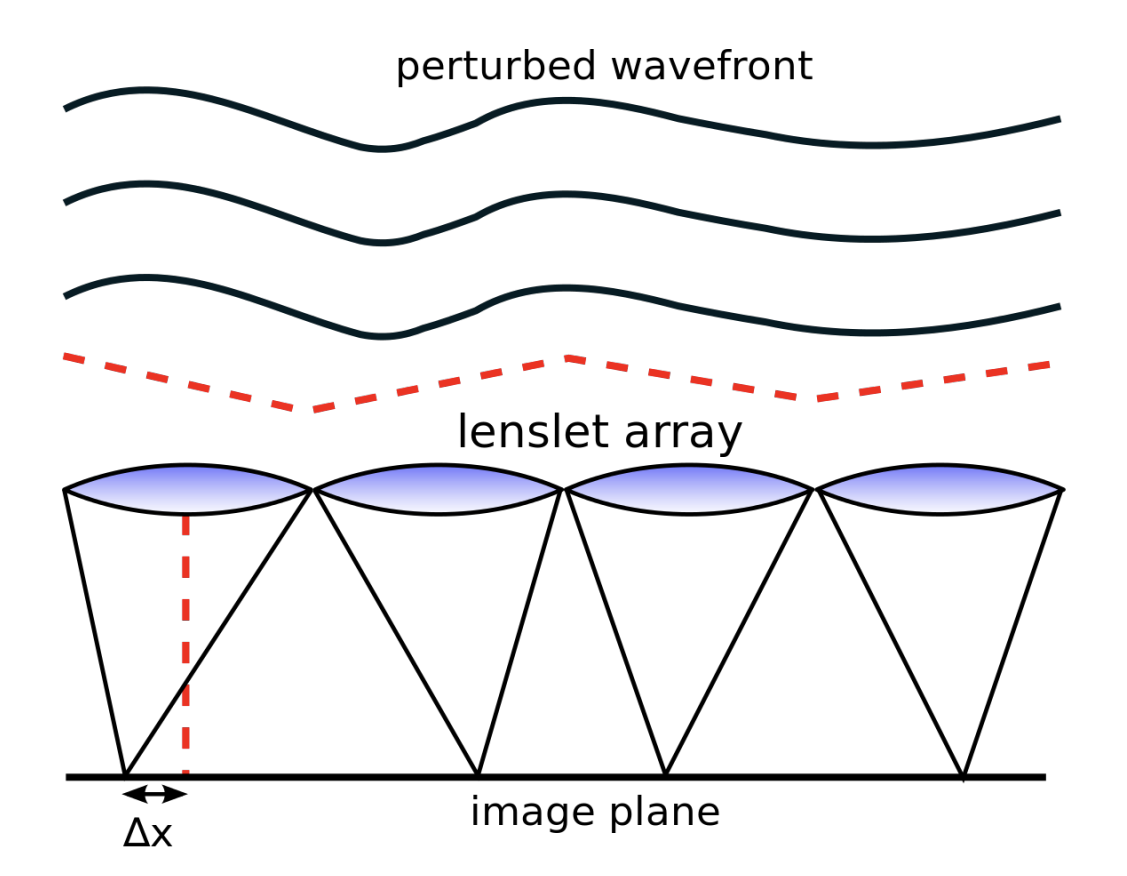 perturbed wavefront
lenslet array
image plane
Δx